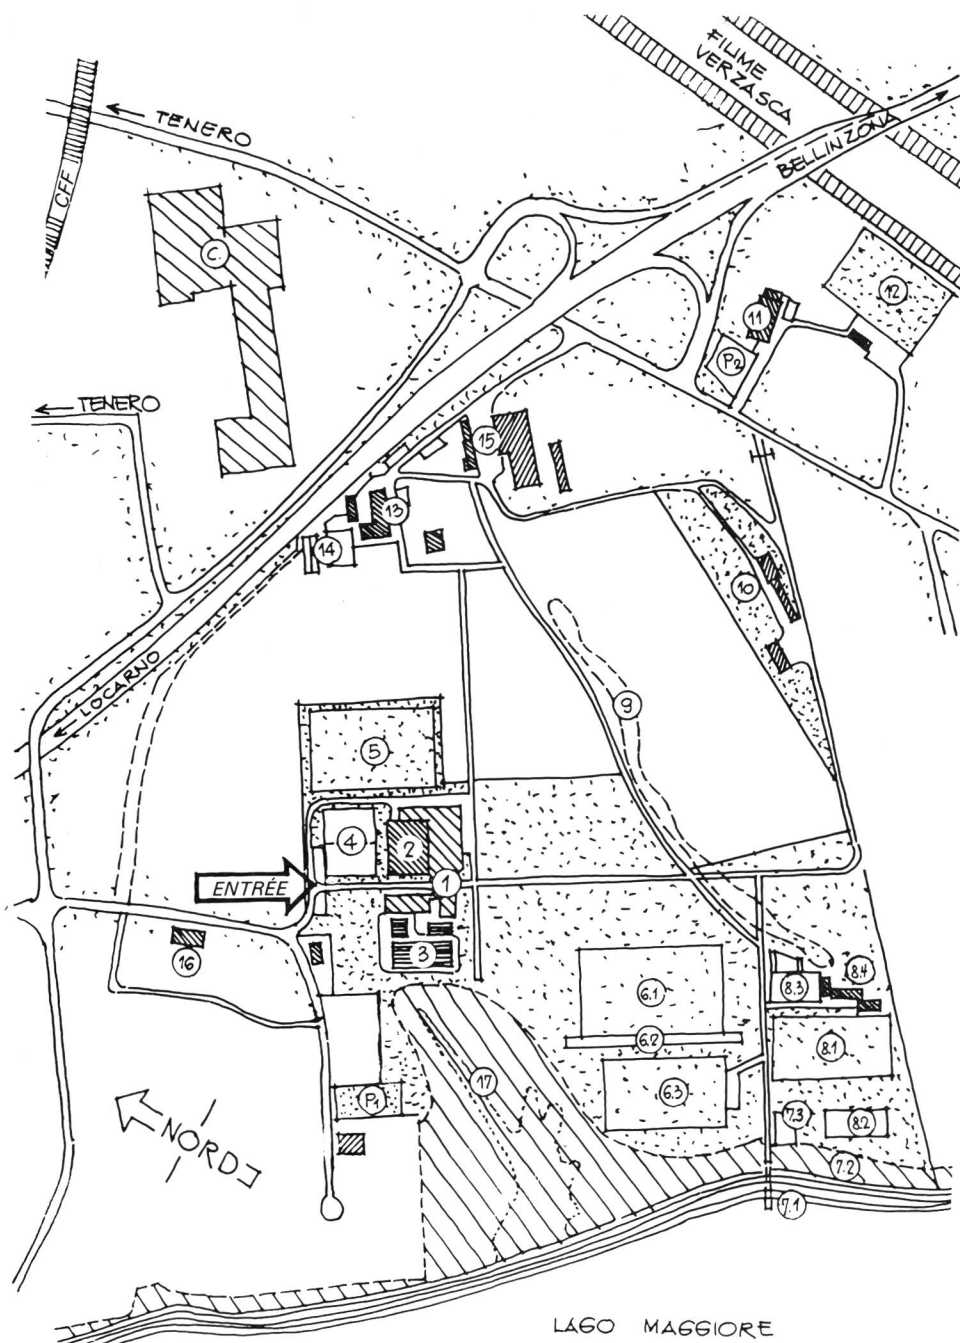 FIUME
VERZASCA
← TENERO
BELLINZONA
CFF
C.
12
11
P2
← TENERO
15
13
14
10
← LOCARNO
9
5
4
2
ENTRÉE
1
3
16
6.1
8.3
8.4
6.2
8.1
17
6.3
P1
7.3
8.2
NORD
7.2
7.1
LAGO MAGGIORE